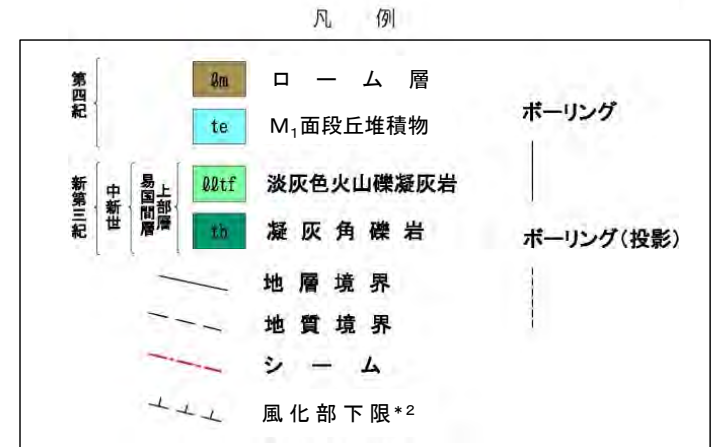 凡 例
第四紀
ℓm ローム層
te M₁面段丘堆積物
新第三紀
中新世
易国間層
上部層
ℓℓtf 淡灰色火山礫凝灰岩
tb 凝灰角礫岩
地層境界
地質境界
シーム
風化部下限*²
ボーリング
ボーリング(投影)